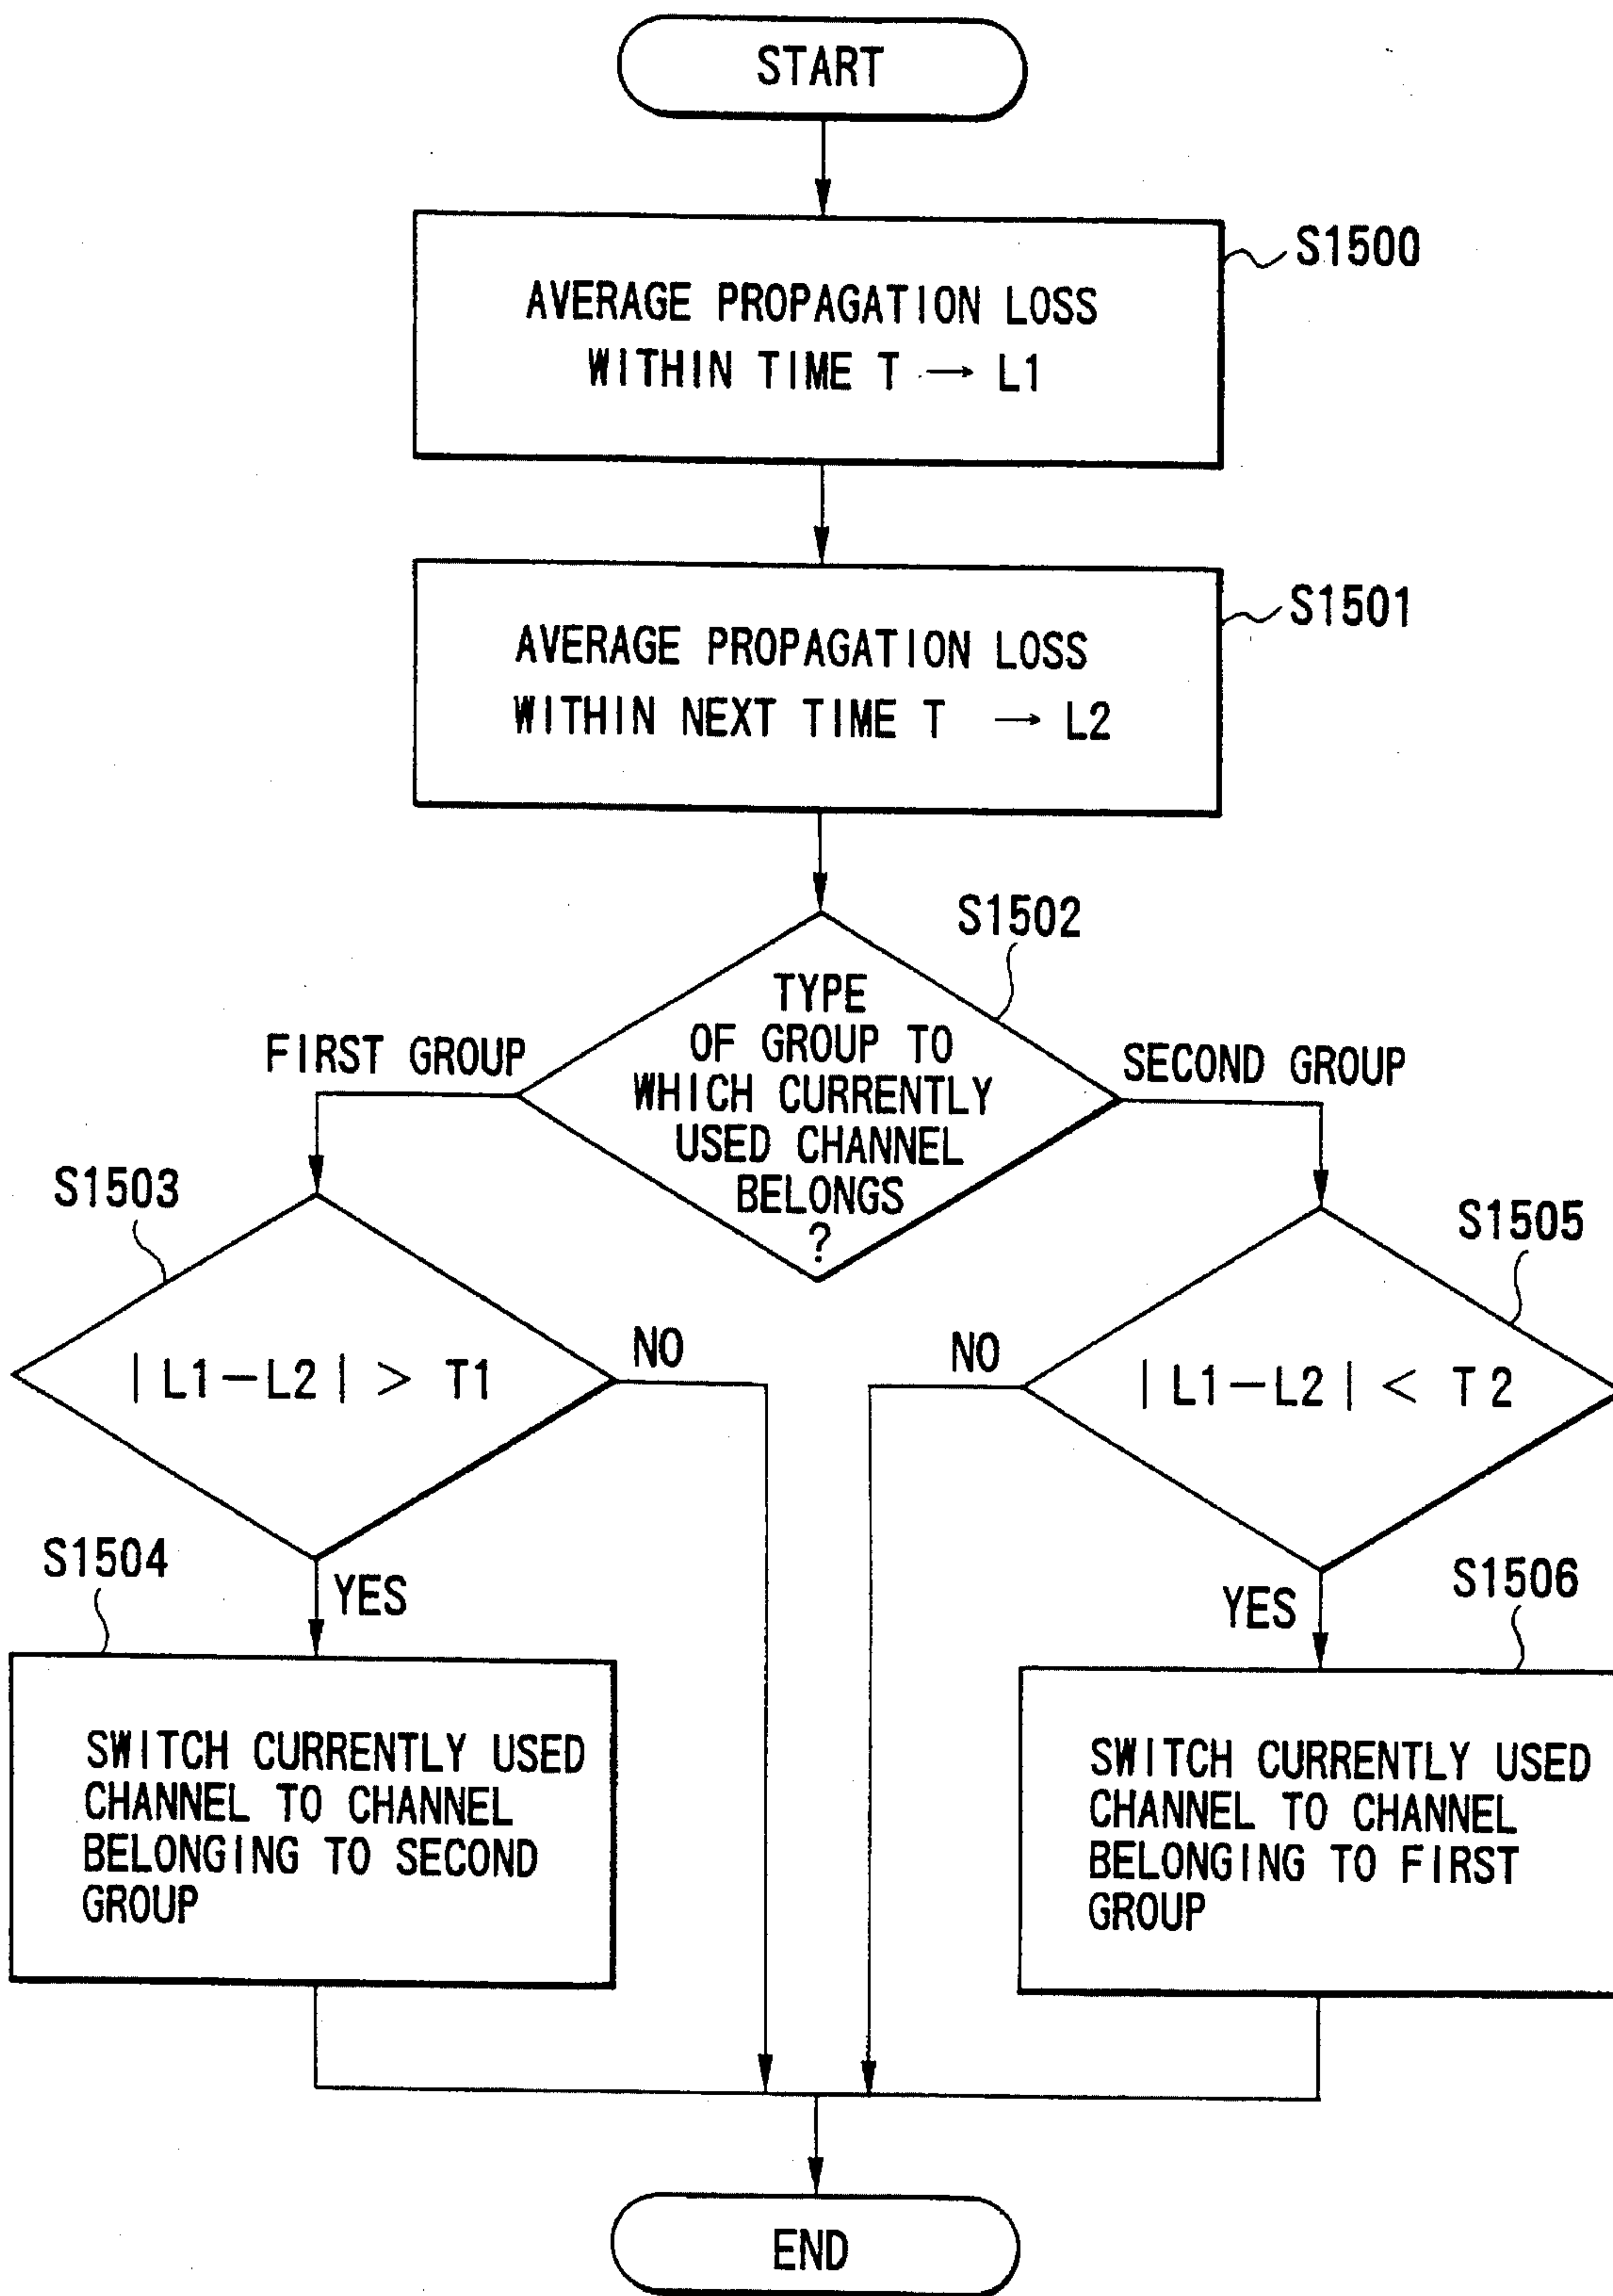 START
S1500
AVERAGE PROPAGATION LOSS
WITHIN TIME T → L1
S1501
AVERAGE PROPAGATION LOSS
WITHIN NEXT TIME T → L2
S1502
TYPE
OF GROUP TO
WHICH CURRENTLY
USED CHANNEL
BELONGS
?
FIRST GROUP
SECOND GROUP
S1503
|L1-L2| > T1
NO
YES
S1505
|L1-L2| < T2
NO
YES
S1504
SWITCH CURRENTLY USED
CHANNEL TO CHANNEL
BELONGING TO SECOND
GROUP
S1506
SWITCH CURRENTLY USED
CHANNEL TO CHANNEL
BELONGING TO FIRST
GROUP
END